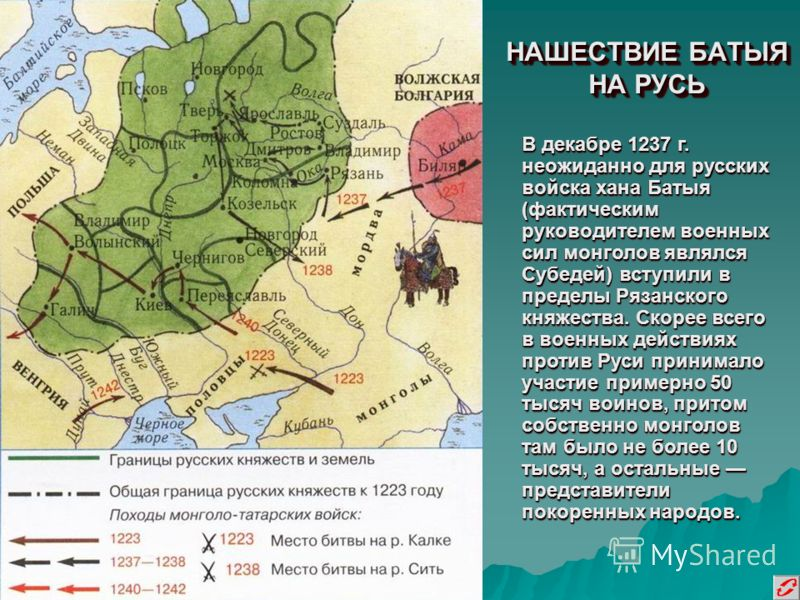 НАШЕСТВИЕ БАТЫЯ
НА РУСЬ
В декабре 1237 г.
неожиданно для русских
войска хана Батыя
(фактическим
руководителем военных
сил монголов являлся
Субедей) вступили в
пределы Рязанского
княжества. Скорее всего
в военных действиях
против Руси принимало
участие примерно 50
тысяч воинов, притом
собственно монголов
там было не более 10
тысяч, а остальные —
представители
покоренных народов.
Балтийское
море
Новгород
Псков
Волга
ВОЛЖСКАЯ
БОЛГАРИЯ
Тверь
Ярославль
Торжок
Ростов
Суздаль
Западная
Двина
Полоцк
Дмитров
Владимир
Кама
Неман
Москва
Биляр
Коломна
Ока
Рязань
1237
1237
ПОЛЬША
Козельск
Днепр
Владимир
Волынский
Новгород
Северский
МОРДВА
Чернигов
1238
Галич
Киев
Переяславль
1240
Северский
Донец
Дон
Южный
Буг
1223
Волга
Прут
Днестр
ВЕНГРИЯ
1242
ПОЛОВЦЫ
1223
МОНГОЛЫ
Дунай
Черное
море
Кубань
Границы русских княжеств и земель
Общая граница русских княжеств к 1223 году
Походы монголо-татарских войск:
1223
1223 Место битвы на р. Калке
1237—1238
1238 Место битвы на р. Сить
1240—1242
MyShared